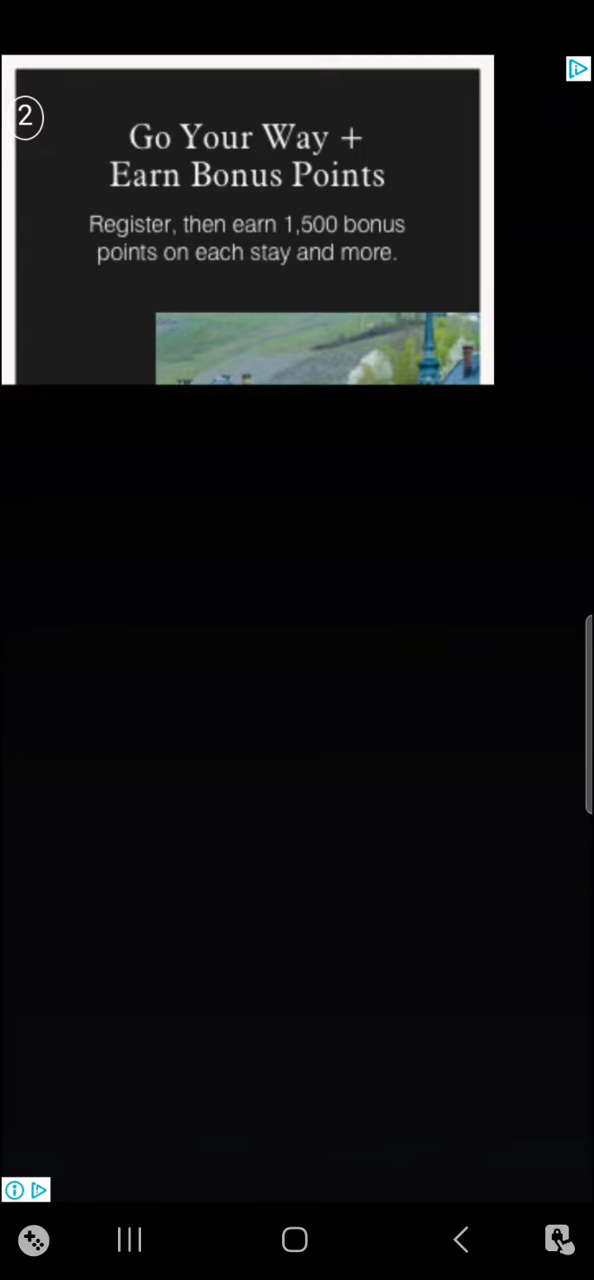 2
Go Your Way +
Earn Bonus Points
Register, then earn 1,500 bonus
points on each stay and more.